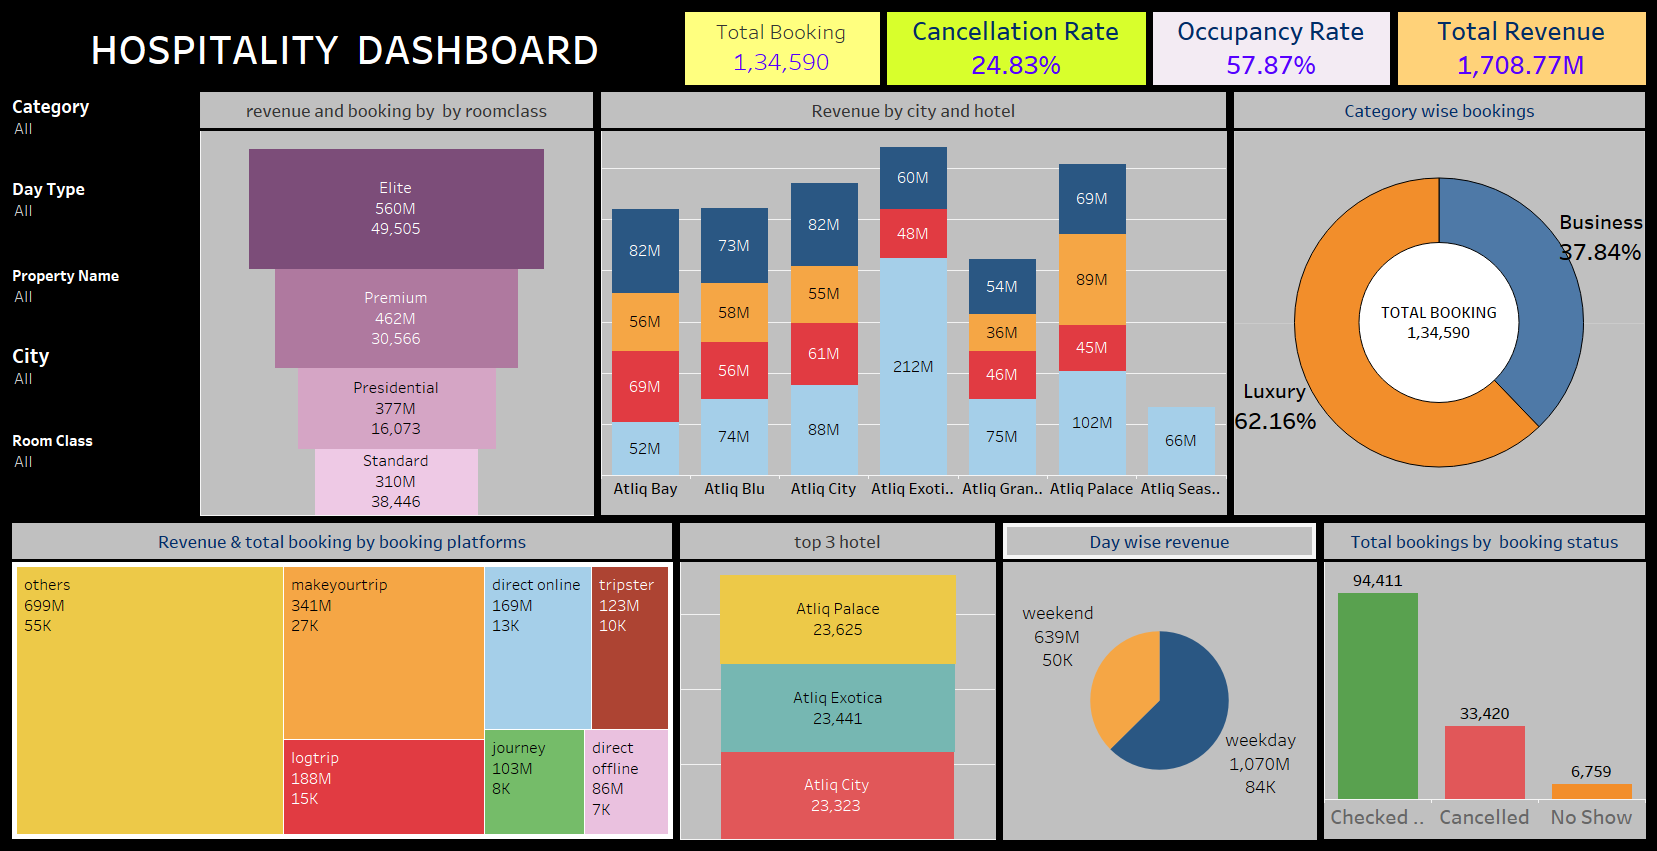 HOSPITALITY DASHBOARD
Total Booking
1,34,590
Cancellation Rate
24.83%
Occupancy Rate
57.87%
Total Revenue
1,708.77M
Category
All
Day Type
All
Property Name
All
City
All
Room Class
All
revenue and booking by by roomclass
Elite
560M
49,505
Premium
462M
30,566
Presidential
377M
16,073
Standard
310M
38,446
Revenue by city and hotel
82M
56M
69M
52M
73M
58M
56M
74M
82M
55M
61M
88M
60M
48M
212M
54M
36M
46M
75M
69M
89M
45M
102M
66M
Atliq Bay
Atliq Blu
Atliq City
Atliq Exoti..
Atliq Gran..
Atliq Palace
Atliq Seas..
Category wise bookings
Business
37.84%
TOTAL BOOKING
1,34,590
Luxury
62.16%
Revenue & total booking by booking platforms
others
699M
55K
makeyourtrip
341M
27K
logtrip
188M
15K
direct online
169M
13K
tripster
123M
10K
journey
103M
8K
direct
offline
86M
7K
top 3 hotel
Atliq Palace
23,625
Atliq Exotica
23,441
Atliq City
23,323
Day wise revenue
weekend
639M
50K
weekday
1,070M
84K
Total bookings by booking status
94,411
33,420
6,759
Checked ..
Cancelled
No Show